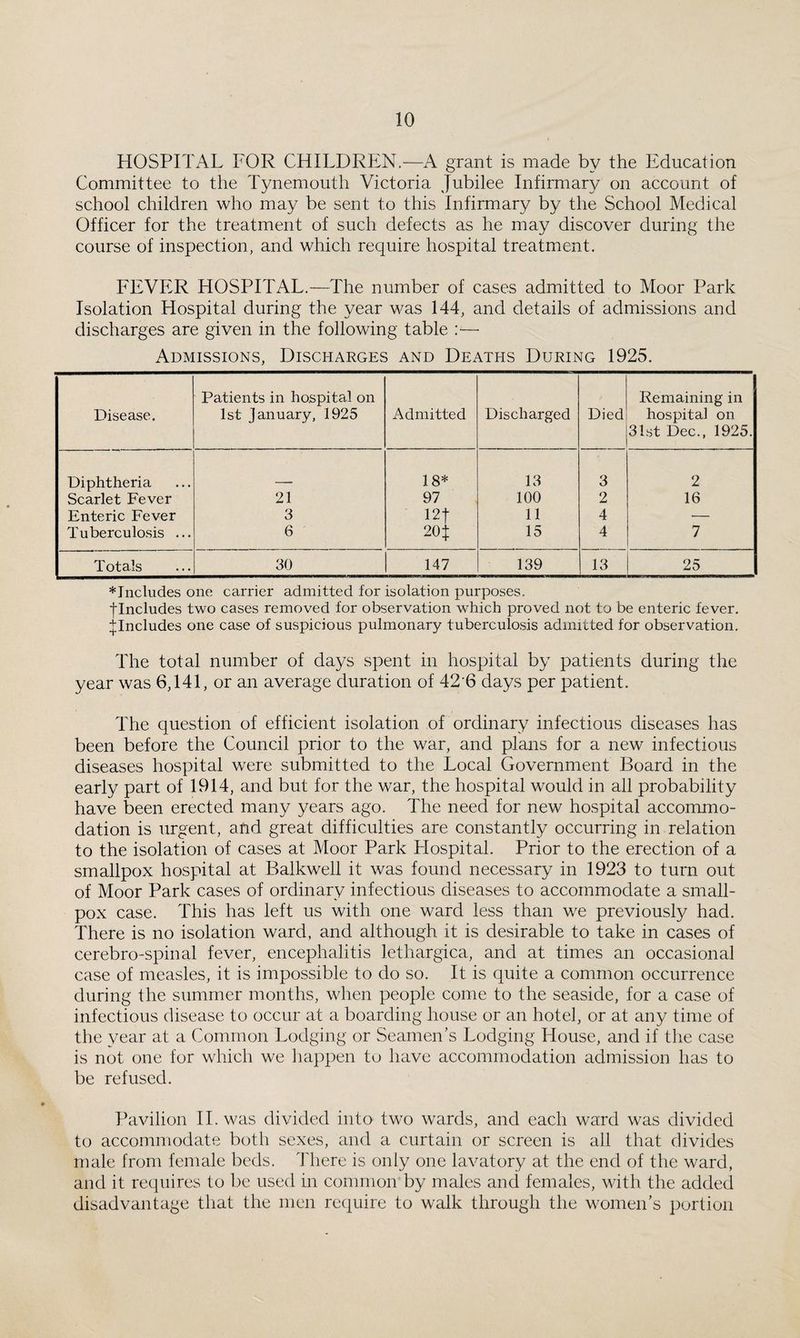 10
HOSPITAL FOR CHILDREN.—A grant is made by the Education
Committee to the Tynemouth Victoria Jubilee Infirmary on account of
school children who may be sent to this Infirmary by the School Medical
Officer for the treatment of such defects as he may discover during the
course of inspection, and which require hospital treatment.
FEVER HOSPITAL.—The number of cases admitted to Moor Park
Isolation Hospital during the year was 144, and details of admissions and
discharges are given in the following table :—
Admissions, Discharges and Deaths During 1925.
Disease. Patients in hospital on 1st January, 1925 Admitted Discharged Died Remaining in hospital on 31st Dec., 1925.
Diphtheria ... — 18* 13 3 2
Scarlet Fever 21 97 100 2 16
Enteric Fever 3 12† 11 4 —
Tuberculosis ... 6 20‡ 15 4 7
Totals ... 30 147 139 13 25
*Includes one carrier admitted for isolation purposes.
†Includes two cases removed for observation which proved not to be enteric fever.
‡Includes one case of suspicious pulmonary tuberculosis admitted for observation.
The total number of days spent in hospital by patients during the
year was 6,141, or an average duration of 42·6 days per patient.
The question of efficient isolation of ordinary infectious diseases has
been before the Council prior to the war, and plans for a new infectious
diseases hospital were submitted to the Local Government Board in the
early part of 1914, and but for the war, the hospital would in all probability
have been erected many years ago. The need for new hospital accommo-
dation is urgent, and great difficulties are constantly occurring in relation
to the isolation of cases at Moor Park Hospital. Prior to the erection of a
smallpox hospital at Balkwell it was found necessary in 1923 to turn out
of Moor Park cases of ordinary infectious diseases to accommodate a small-
pox case. This has left us with one ward less than we previously had.
There is no isolation ward, and although it is desirable to take in cases of
cerebro-spinal fever, encephalitis lethargica, and at times an occasional
case of measles, it is impossible to do so. It is quite a common occurrence
during the summer months, when people come to the seaside, for a case of
infectious disease to occur at a boarding house or an hotel, or at any time of
the year at a Common Lodging or Seamen's Lodging House, and if the case
is not one for which we happen to have accommodation admission has to
be refused.
Pavilion II. was divided into two wards, and each ward was divided
to accommodate both sexes, and a curtain or screen is all that divides
male from female beds. There is only one lavatory at the end of the ward,
and it requires to be used in common by males and females, with the added
disadvantage that the men require to walk through the women's portion